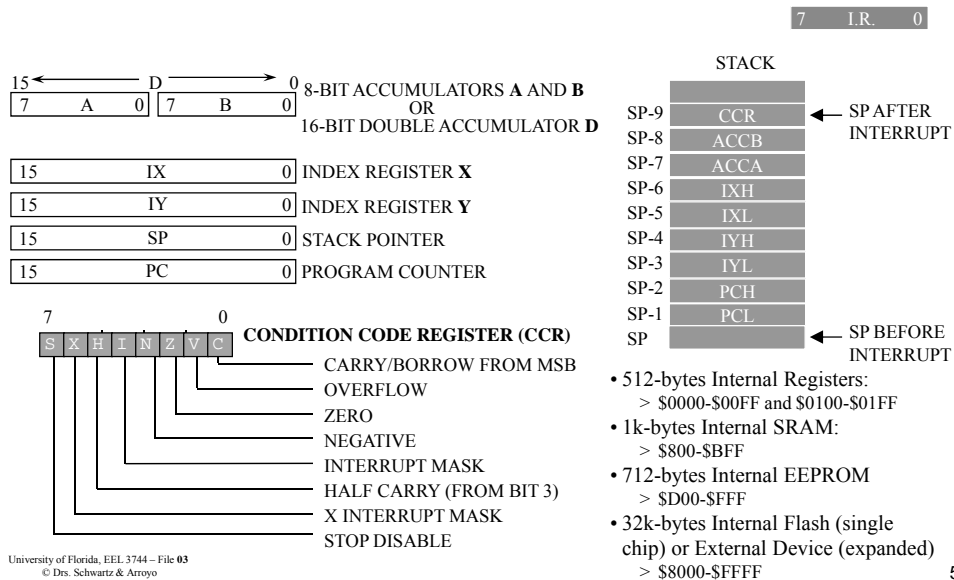 7 I.R. 0
15 D 0
7 A 0 7 B 0
8-BIT ACCUMULATORS A AND B
OR
16-BIT DOUBLE ACCUMULATOR D
15 IX 0 INDEX REGISTER X
15 IY 0 INDEX REGISTER Y
15 SP 0 STACK POINTER
15 PC 0 PROGRAM COUNTER
7 0
S X H I N Z V C
CONDITION CODE REGISTER (CCR)
CARRY/BORROW FROM MSB
OVERFLOW
ZERO
NEGATIVE
INTERRUPT MASK
HALF CARRY (FROM BIT 3)
X INTERRUPT MASK
STOP DISABLE
STACK
SP-9 CCR SP AFTER
INTERRUPT
SP-8 ACCB
SP-7 ACCA
SP-6 IXH
SP-5 IXL
SP-4 IYH
SP-3 IYL
SP-2 PCH
SP-1 PCL
SP SP BEFORE
INTERRUPT
• 512-bytes Internal Registers:
> $0000-$00FF and $0100-$01FF
• 1k-bytes Internal SRAM:
> $800-$BFF
• 712-bytes Internal EEPROM
> $D00-$FFF
• 32k-bytes Internal Flash (single
chip) or External Device (expanded)
> $8000-$FFFF
University of Florida, EEL 3744 – File 03
© Drs. Schwartz & Arroyo